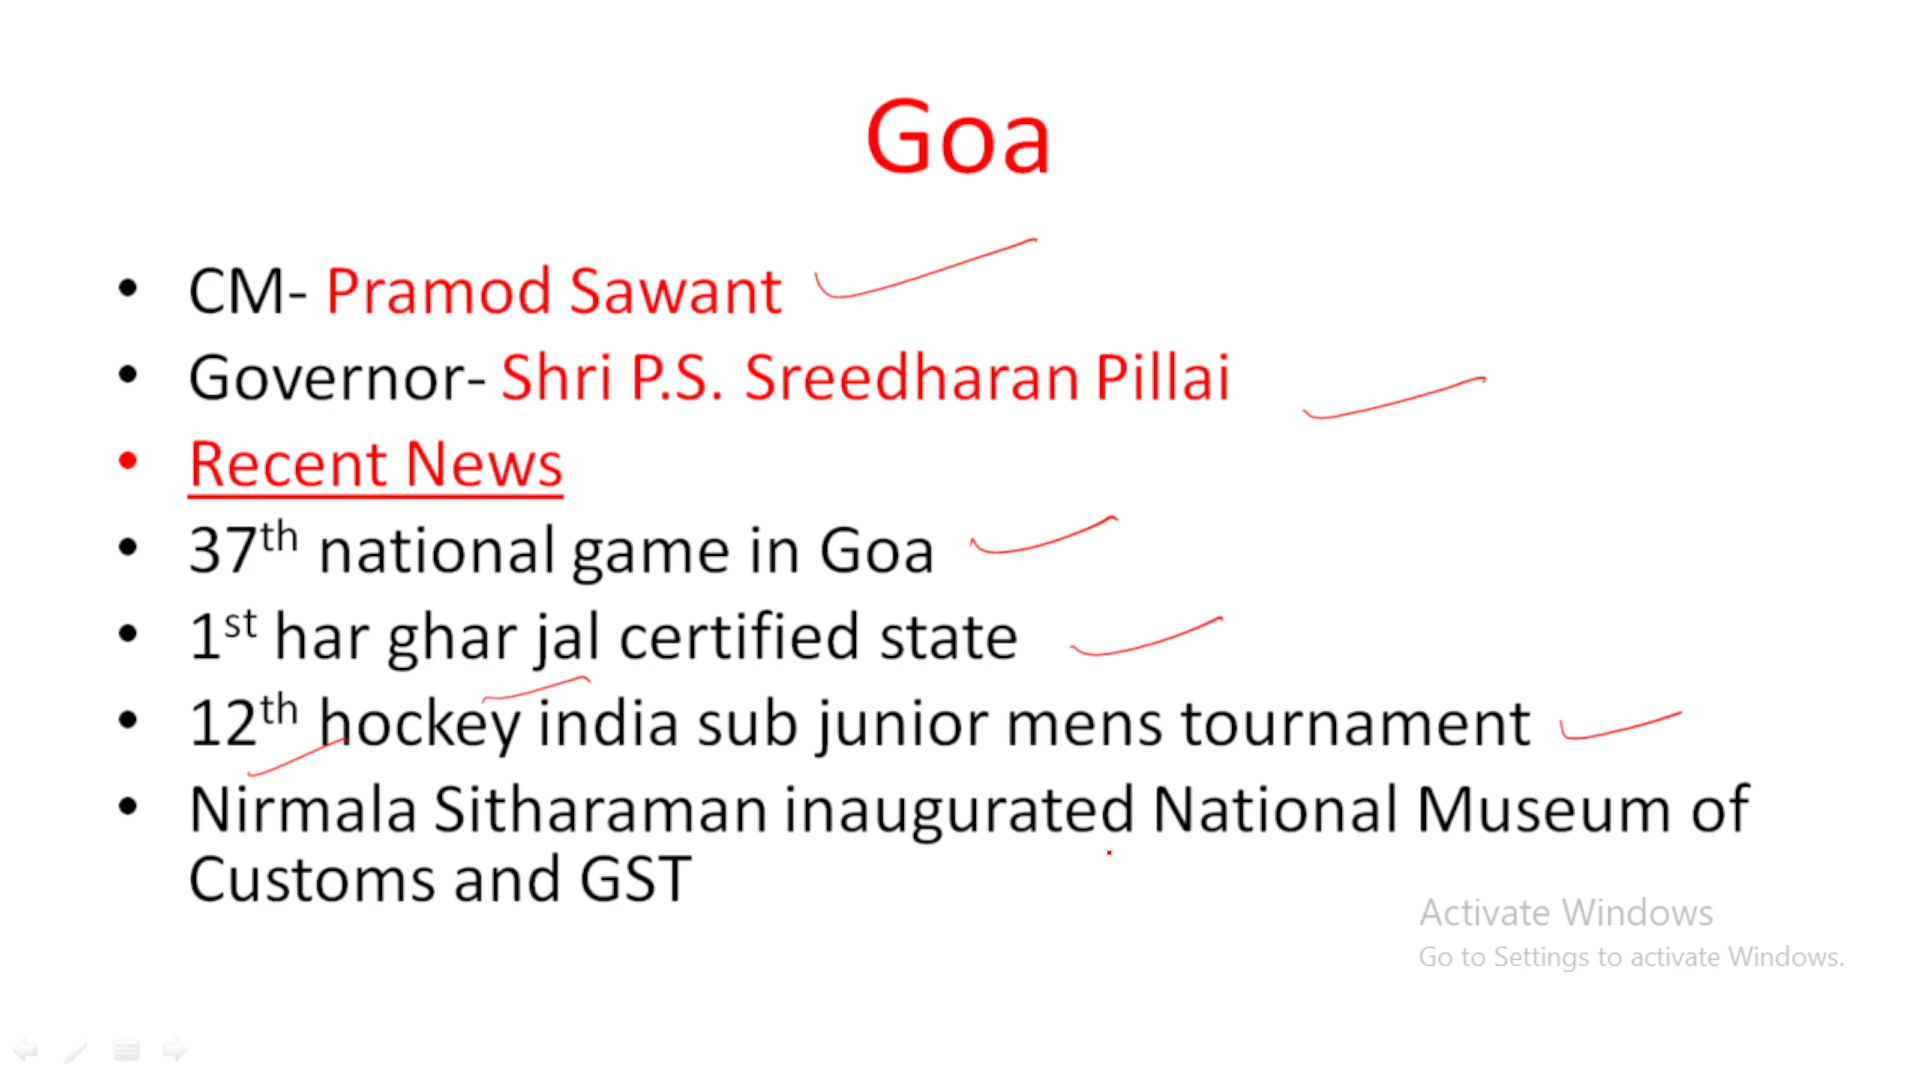 Goa
• CM- Pramod Sawant
• Governor- Shri P.S. Sreedharan Pillai
• Recent News
• 37th national game in Goa
• 1st har ghar jal certified state
• 12th hockey india sub junior mens tournament
• Nirmala Sitharaman inaugurated National Museum of
Customs and GST
Activate Windows
Go to Settings to activate Windows.